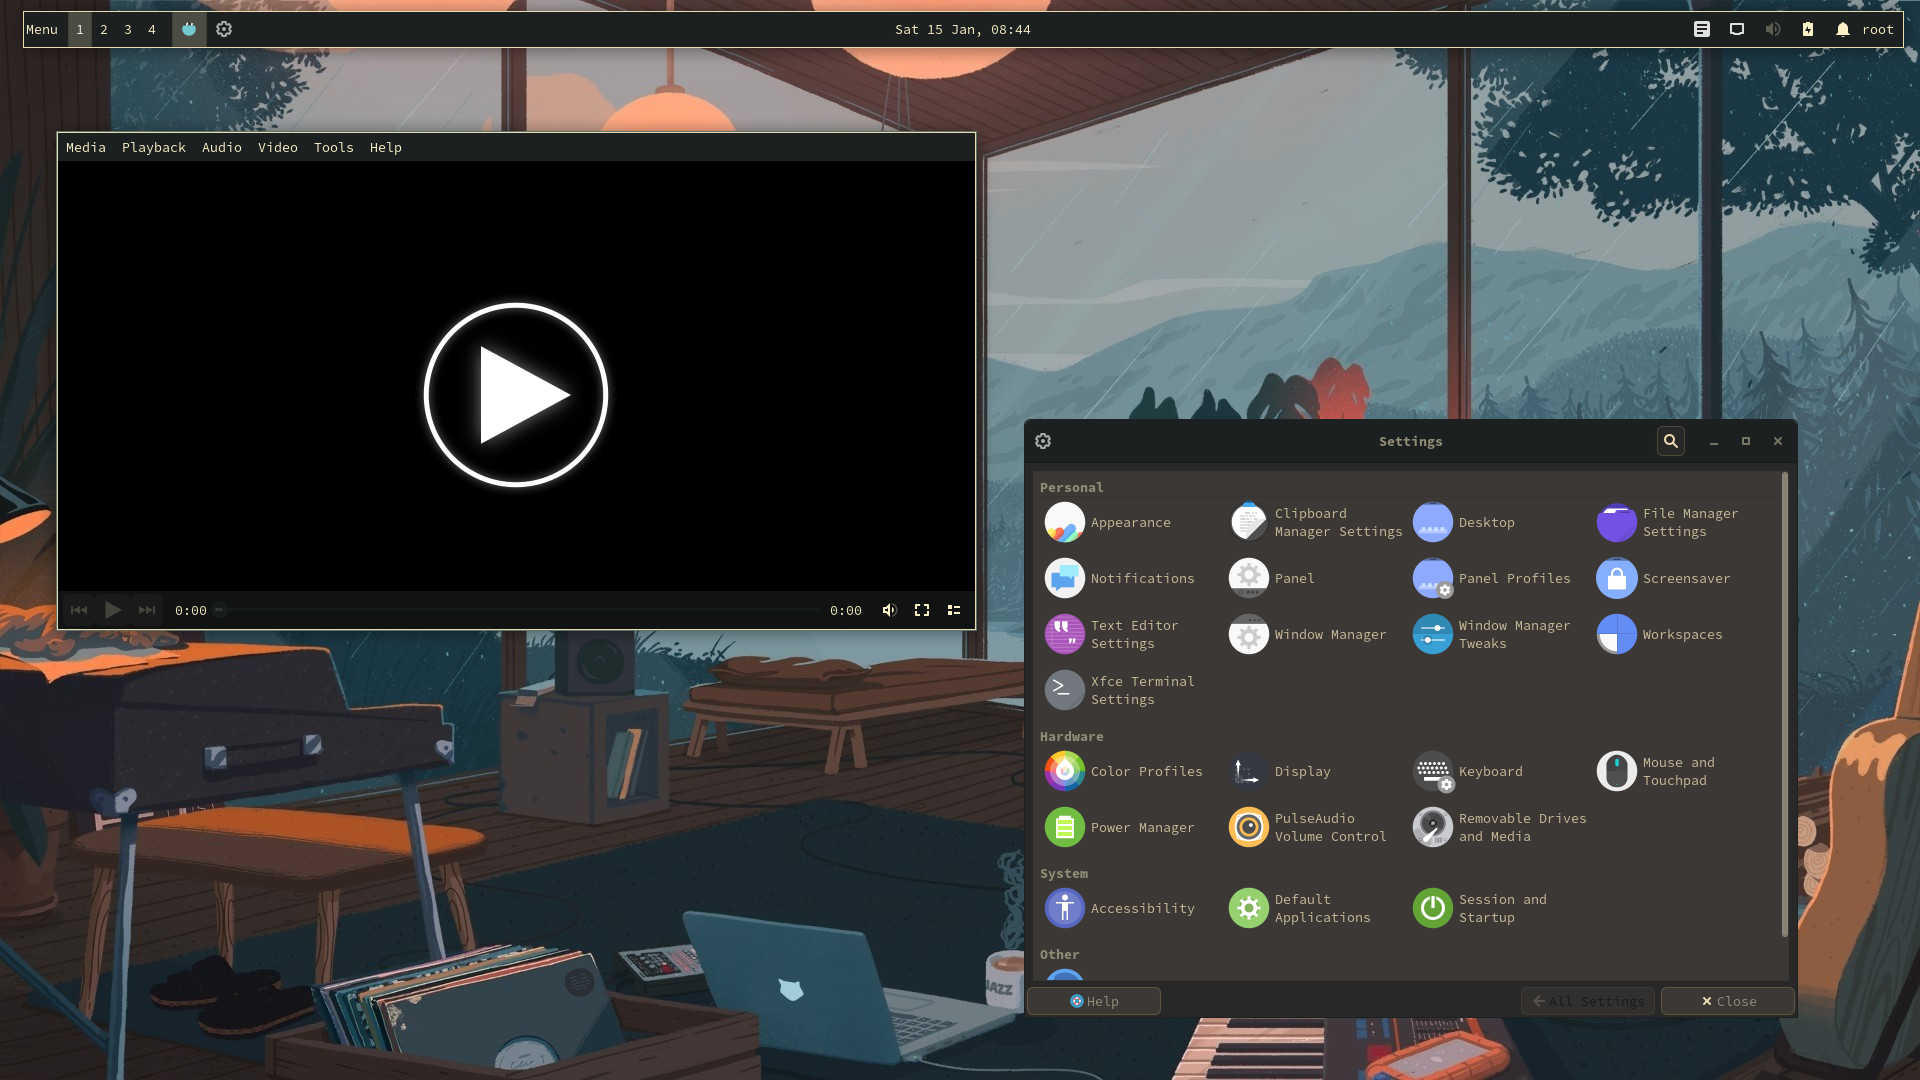 Menu 1 2 3 4 Sat 15 Jan, 08:44 root
Media Playback Audio Video Tools Help
0:00 0:00
Settings
Personal
Appearance
Clipboard
Manager Settings
Desktop
File Manager
Settings
Notifications
Panel
Panel Profiles
Screensaver
Text Editor
Settings
Window Manager
Window Manager
Tweaks
Workspaces
Xfce Terminal
Settings
Hardware
Color Profiles
Display
Keyboard
Mouse and
Touchpad
Power Manager
PulseAudio
Volume Control
Removable Drives
and Media
System
Accessibility
Default
Applications
Session and
Startup
Other
Help
All Settings
Close
JAZZ